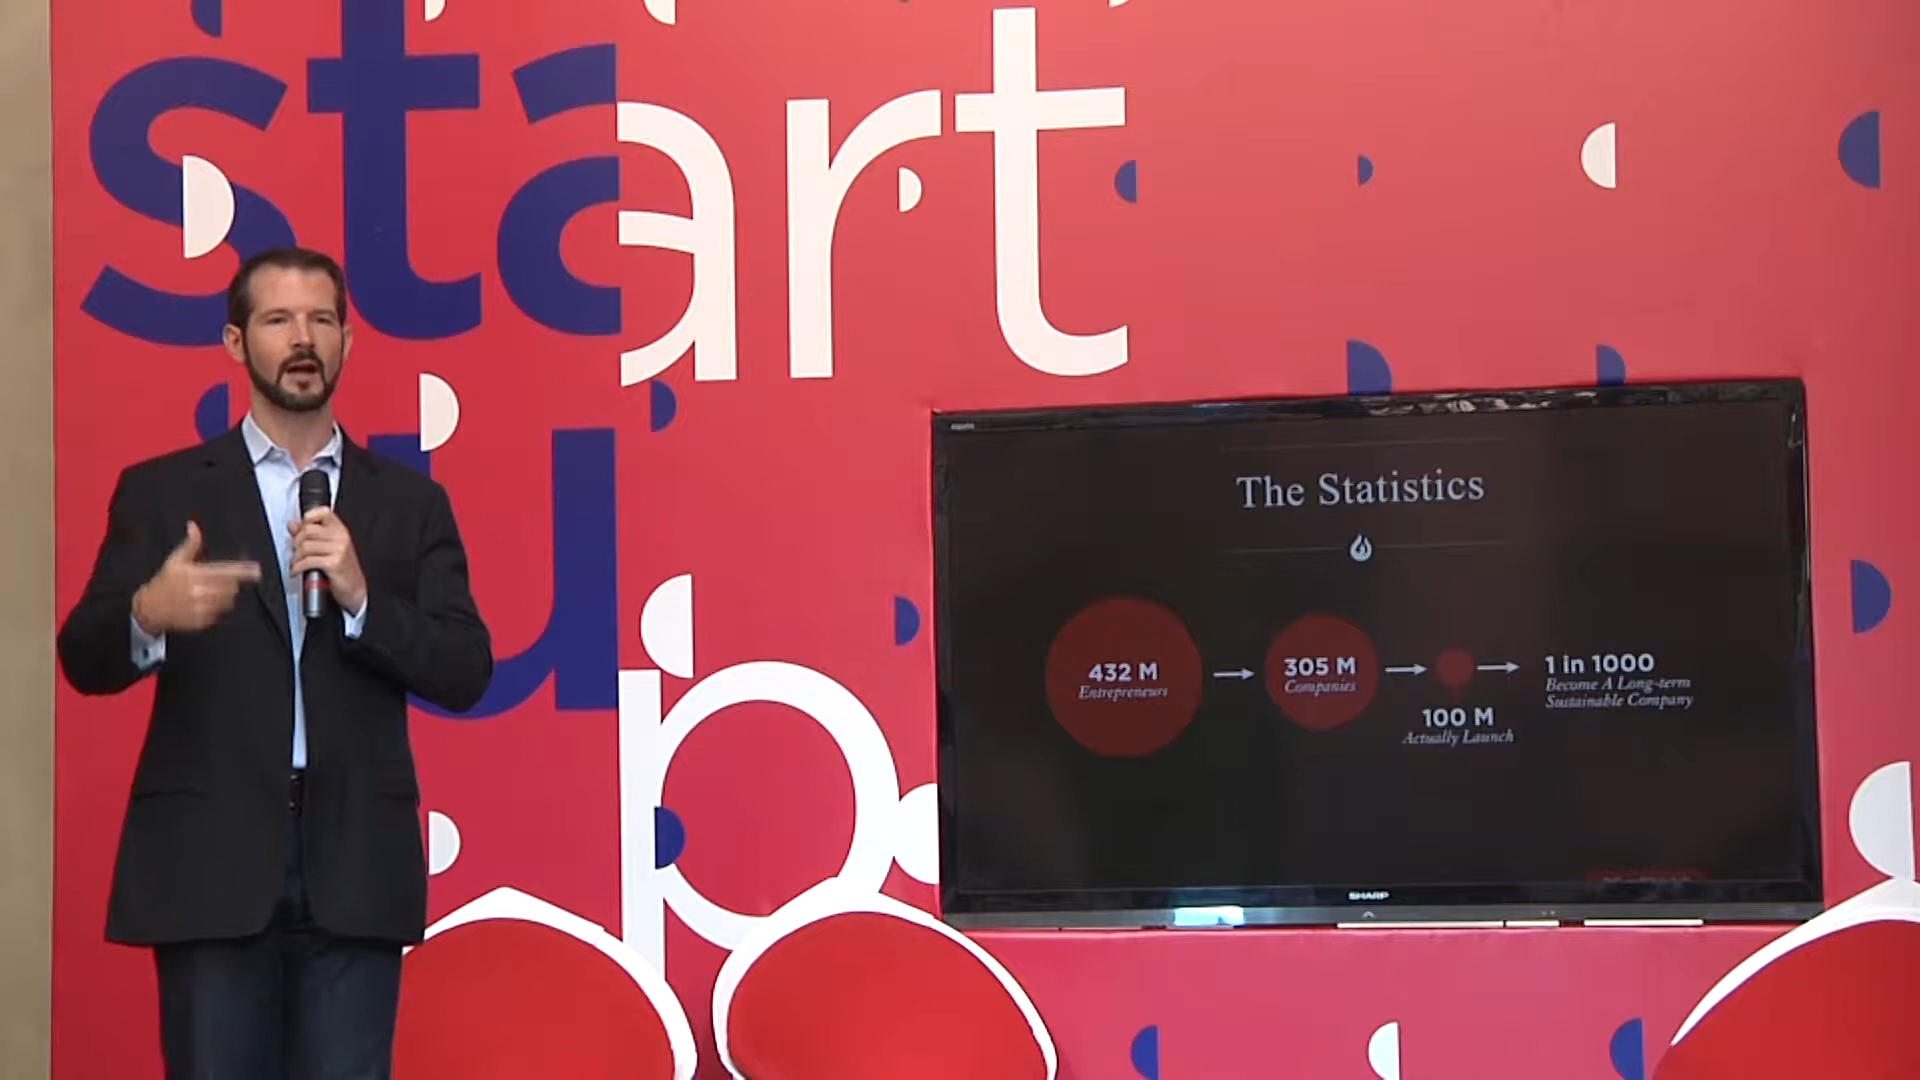 start
up
The Statistics
432 M
Entrepreneurs
305 M
Companies
100 M
Actually Launch
1 in 1000
Become A Long-term
Sustainable Company
SHARP